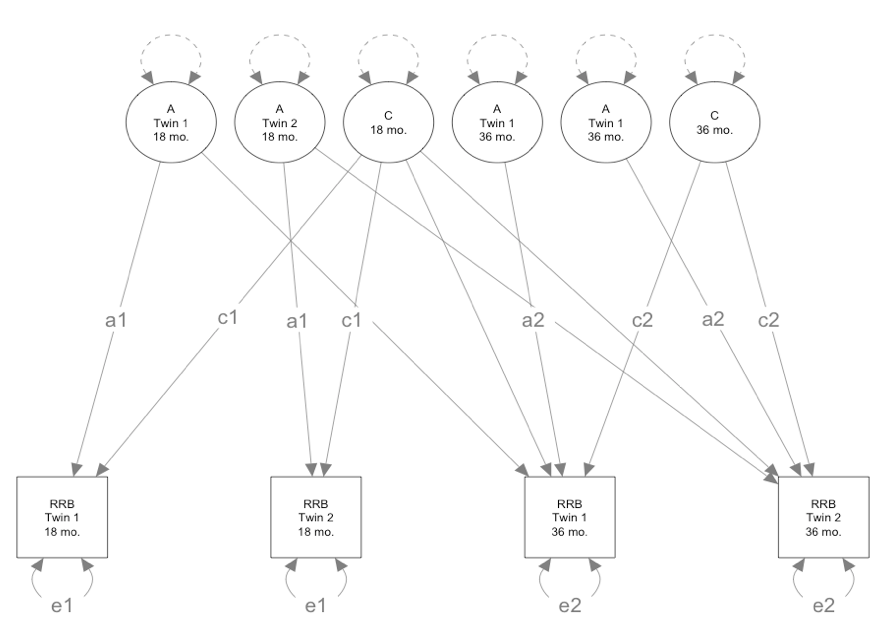 A
Twin 1
18 mo.
A
Twin 2
18 mo.
C
18 mo.
A
Twin 1
36 mo.
A
Twin 1
36 mo.
C
36 mo.
a1
c1
a1
c1
a2
c2
a2
c2
RRB
Twin 1
18 mo.
RRB
Twin 2
18 mo.
RRB
Twin 1
36 mo.
RRB
Twin 2
36 mo.
e1
e1
e2
e2